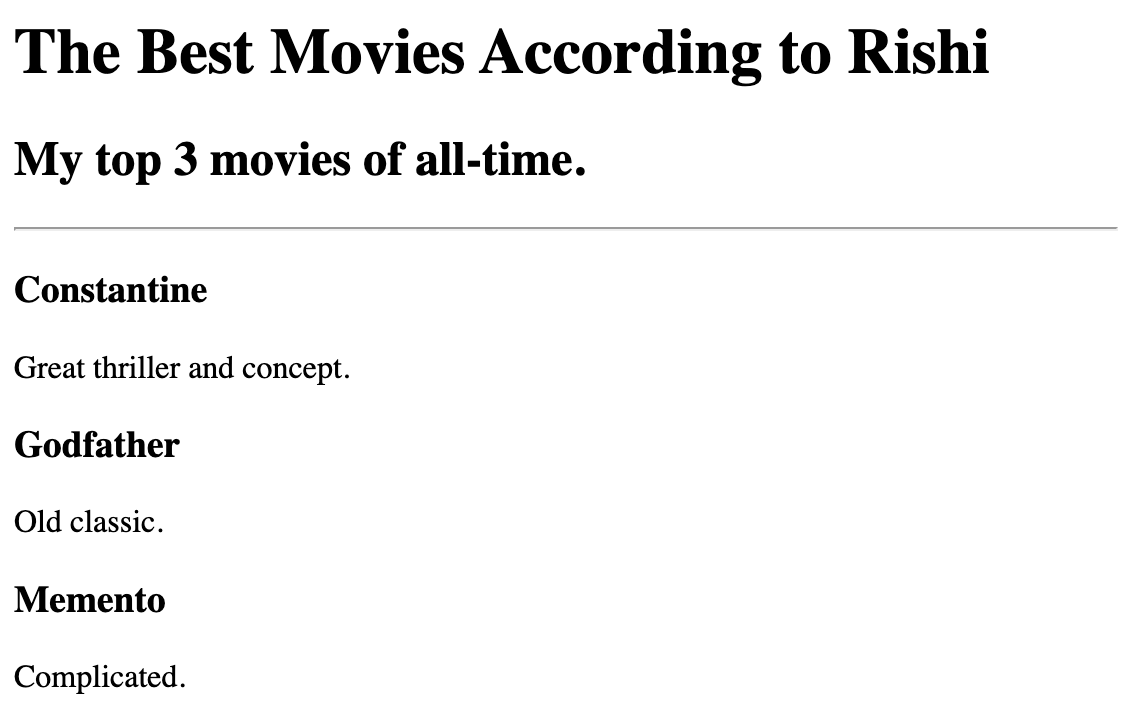 The Best Movies According to Rishi
My top 3 movies of all-time.
Constantine
Great thriller and concept.
Godfather
Old classic.
Memento
Complicated.